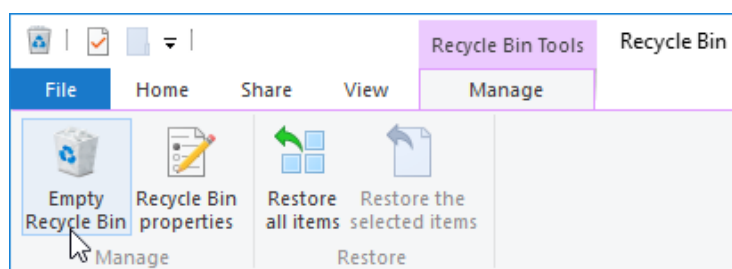 Recycle Bin Tools
Recycle Bin
File
Home
Share
View
Manage
Empty
Recycle Bin
Recycle Bin
properties
Restore
all items
Restore the
selected items
Manage
Restore